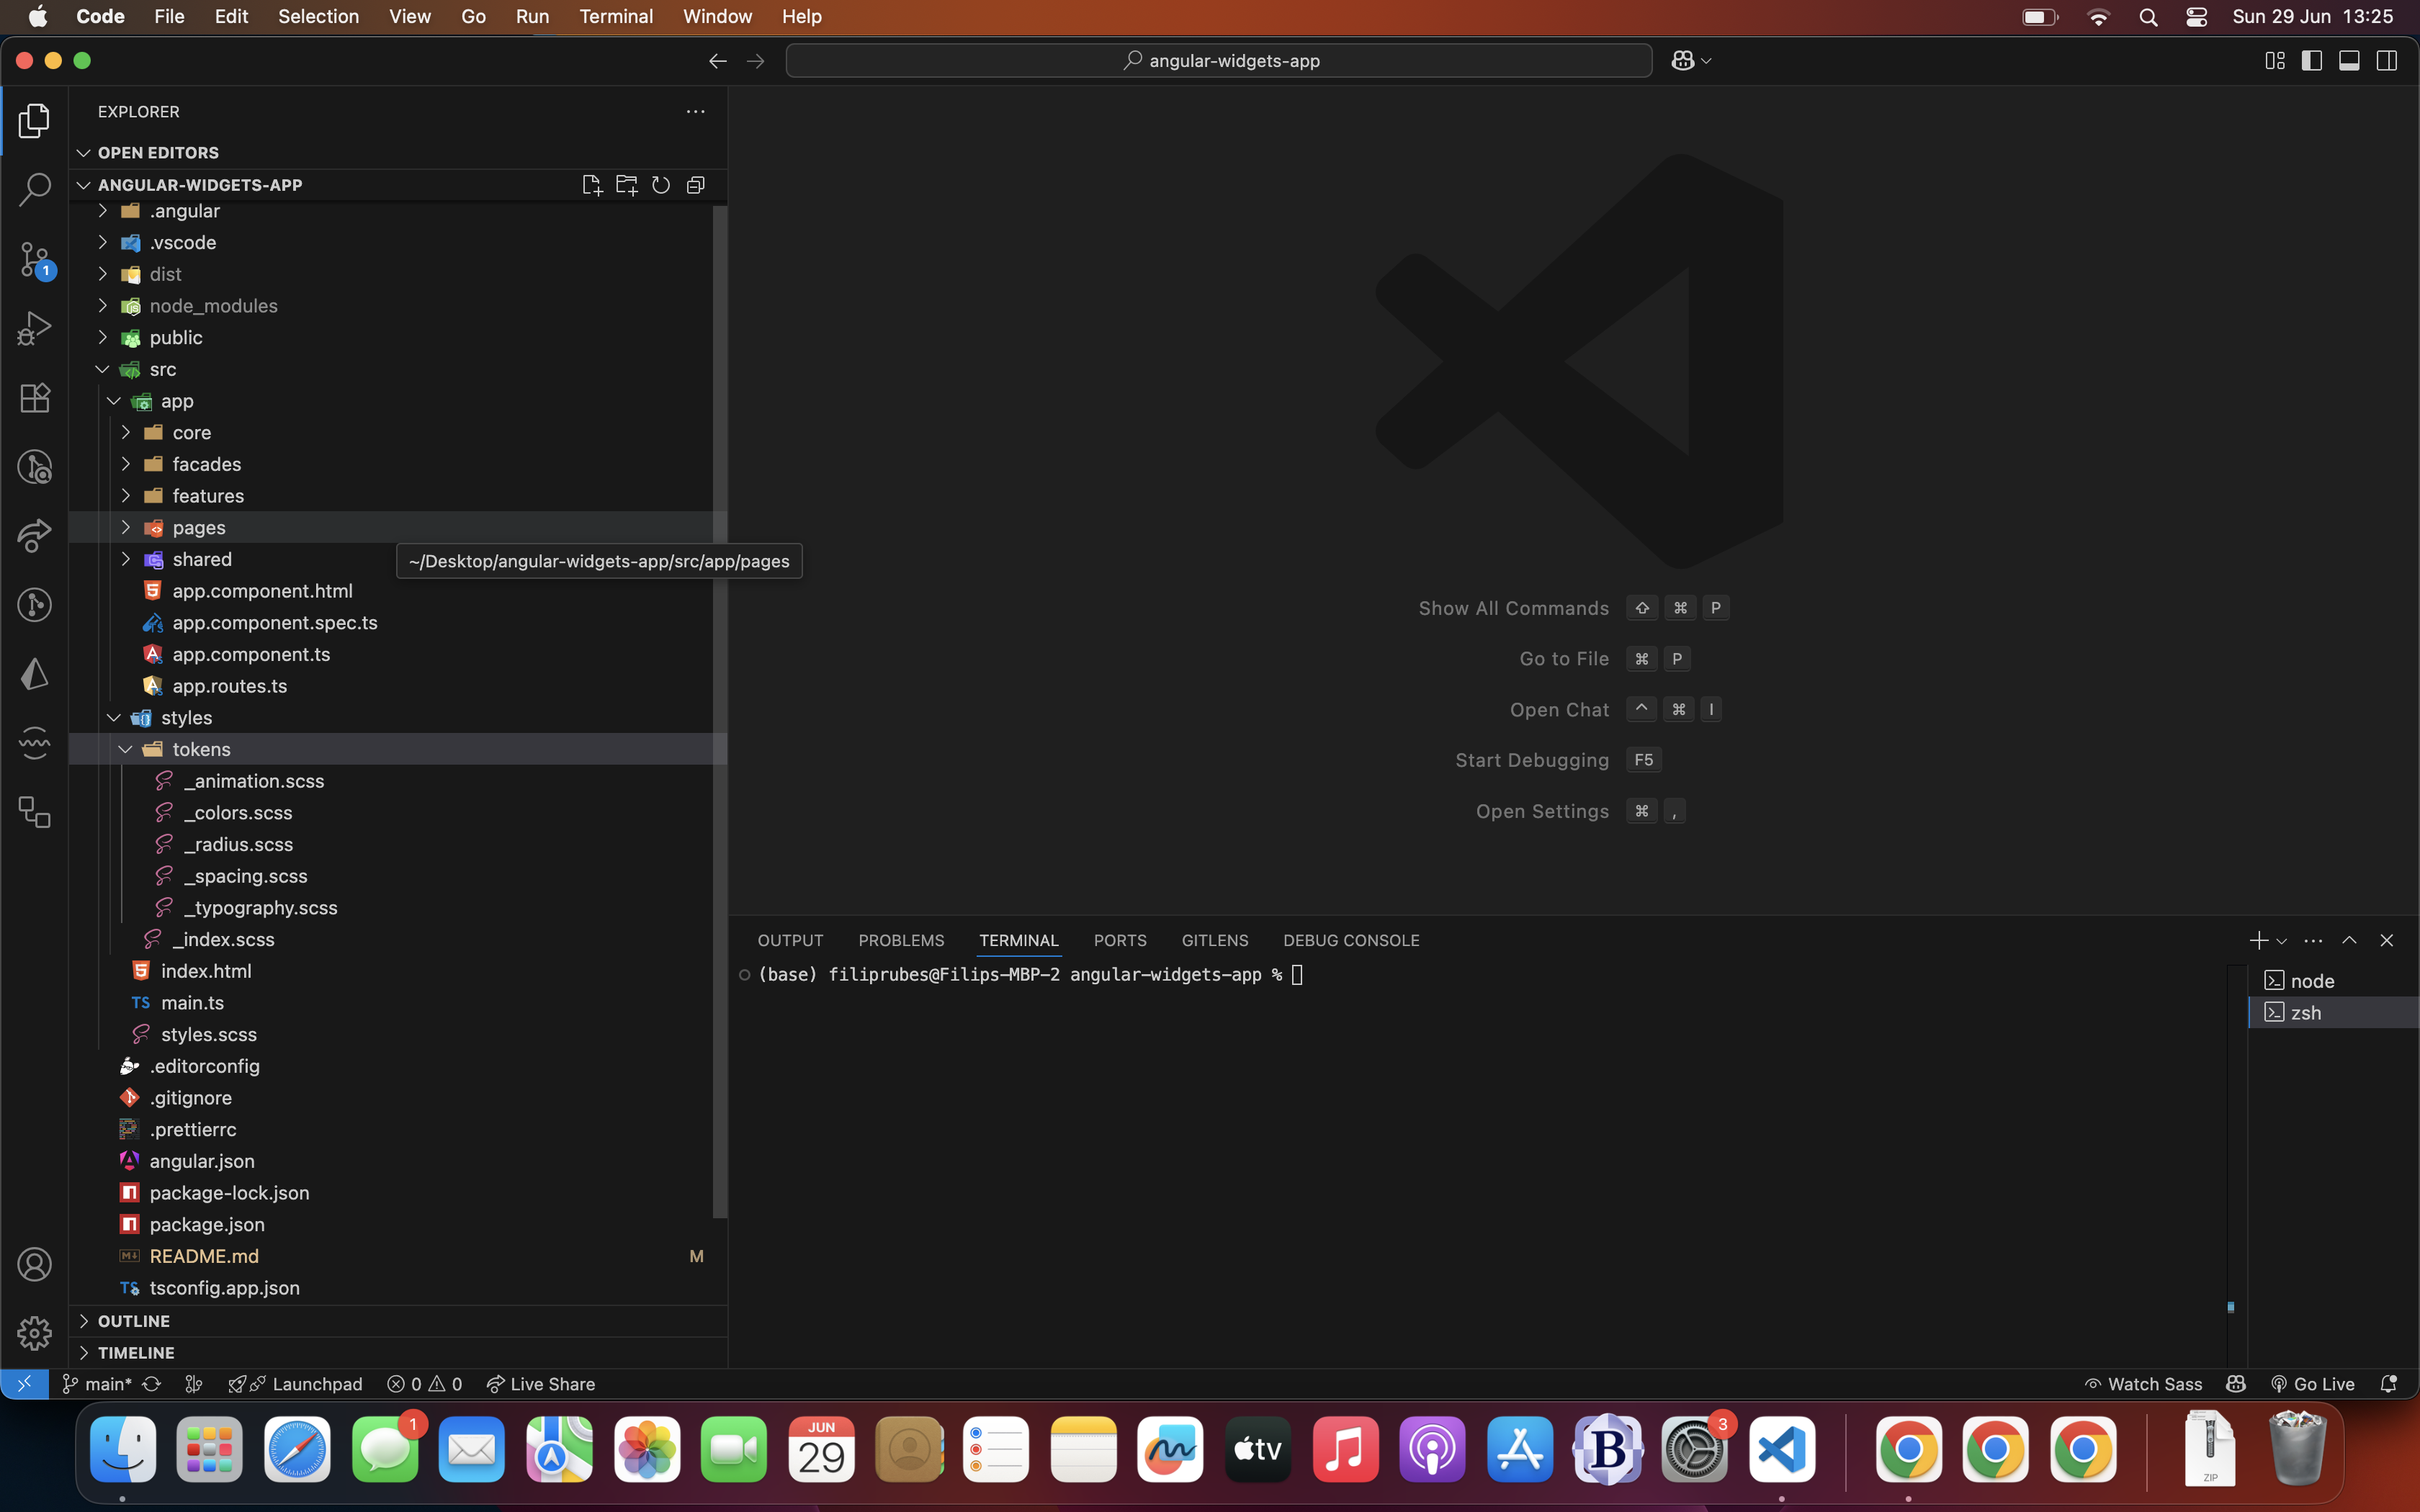 Code File Edit Selection View Go Run Terminal Window Help Sun 29 Jun 13:25
angular-widgets-app
EXPLORER
OPEN EDITORS
ANGULAR-WIDGETS-APP
.angular
.vscode
dist
node_modules
public
src
app
core
facades
features
pages
~/Desktop/angular-widgets-app/src/app/pages
shared
app.component.html
app.component.spec.ts
app.component.ts
app.routes.ts
styles
tokens
_animation.scss
_colors.scss
_radius.scss
_spacing.scss
_typography.scss
_index.scss
index.html
TS main.ts
styles.scss
.editorconfig
.gitignore
.prettierrc
angular.json
package-lock.json
package.json
README.md M
TS tsconfig.app.json
OUTLINE
TIMELINE
1
Show All Commands ⇧ ⌘ P
Go to File ⌘ P
Open Chat ^ ⌘ I
Start Debugging F5
Open Settings ⌘ ,
OUTPUT PROBLEMS TERMINAL PORTS GITLENS DEBUG CONSOLE
(base) filiprubes@Filips-MBP-2 angular-widgets-app %
node
zsh
main* Launchpad 0 0 Live Share Watch Sass Go Live
1
JUN
29
tv
B
3
ZIP